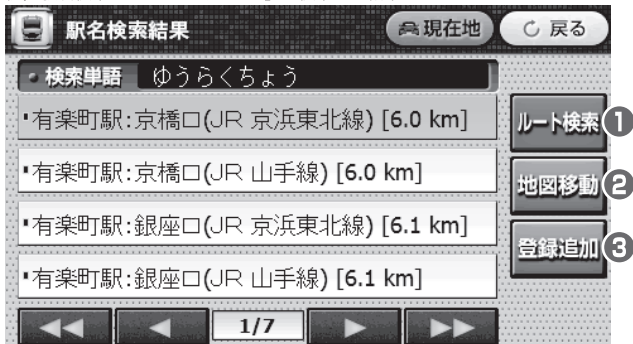 駅名検索結果
現在地
戻る
検索単語 ゆうらくちょう
有楽町駅:京橋口(JR 京浜東北線) [6.0 km]
有楽町駅:京橋口(JR 山手線) [6.0 km]
有楽町駅:銀座口(JR 京浜東北線) [6.1 km]
有楽町駅:銀座口(JR 山手線) [6.1 km]
ルート検索 1
地図移動 2
登録追加 3
1/7